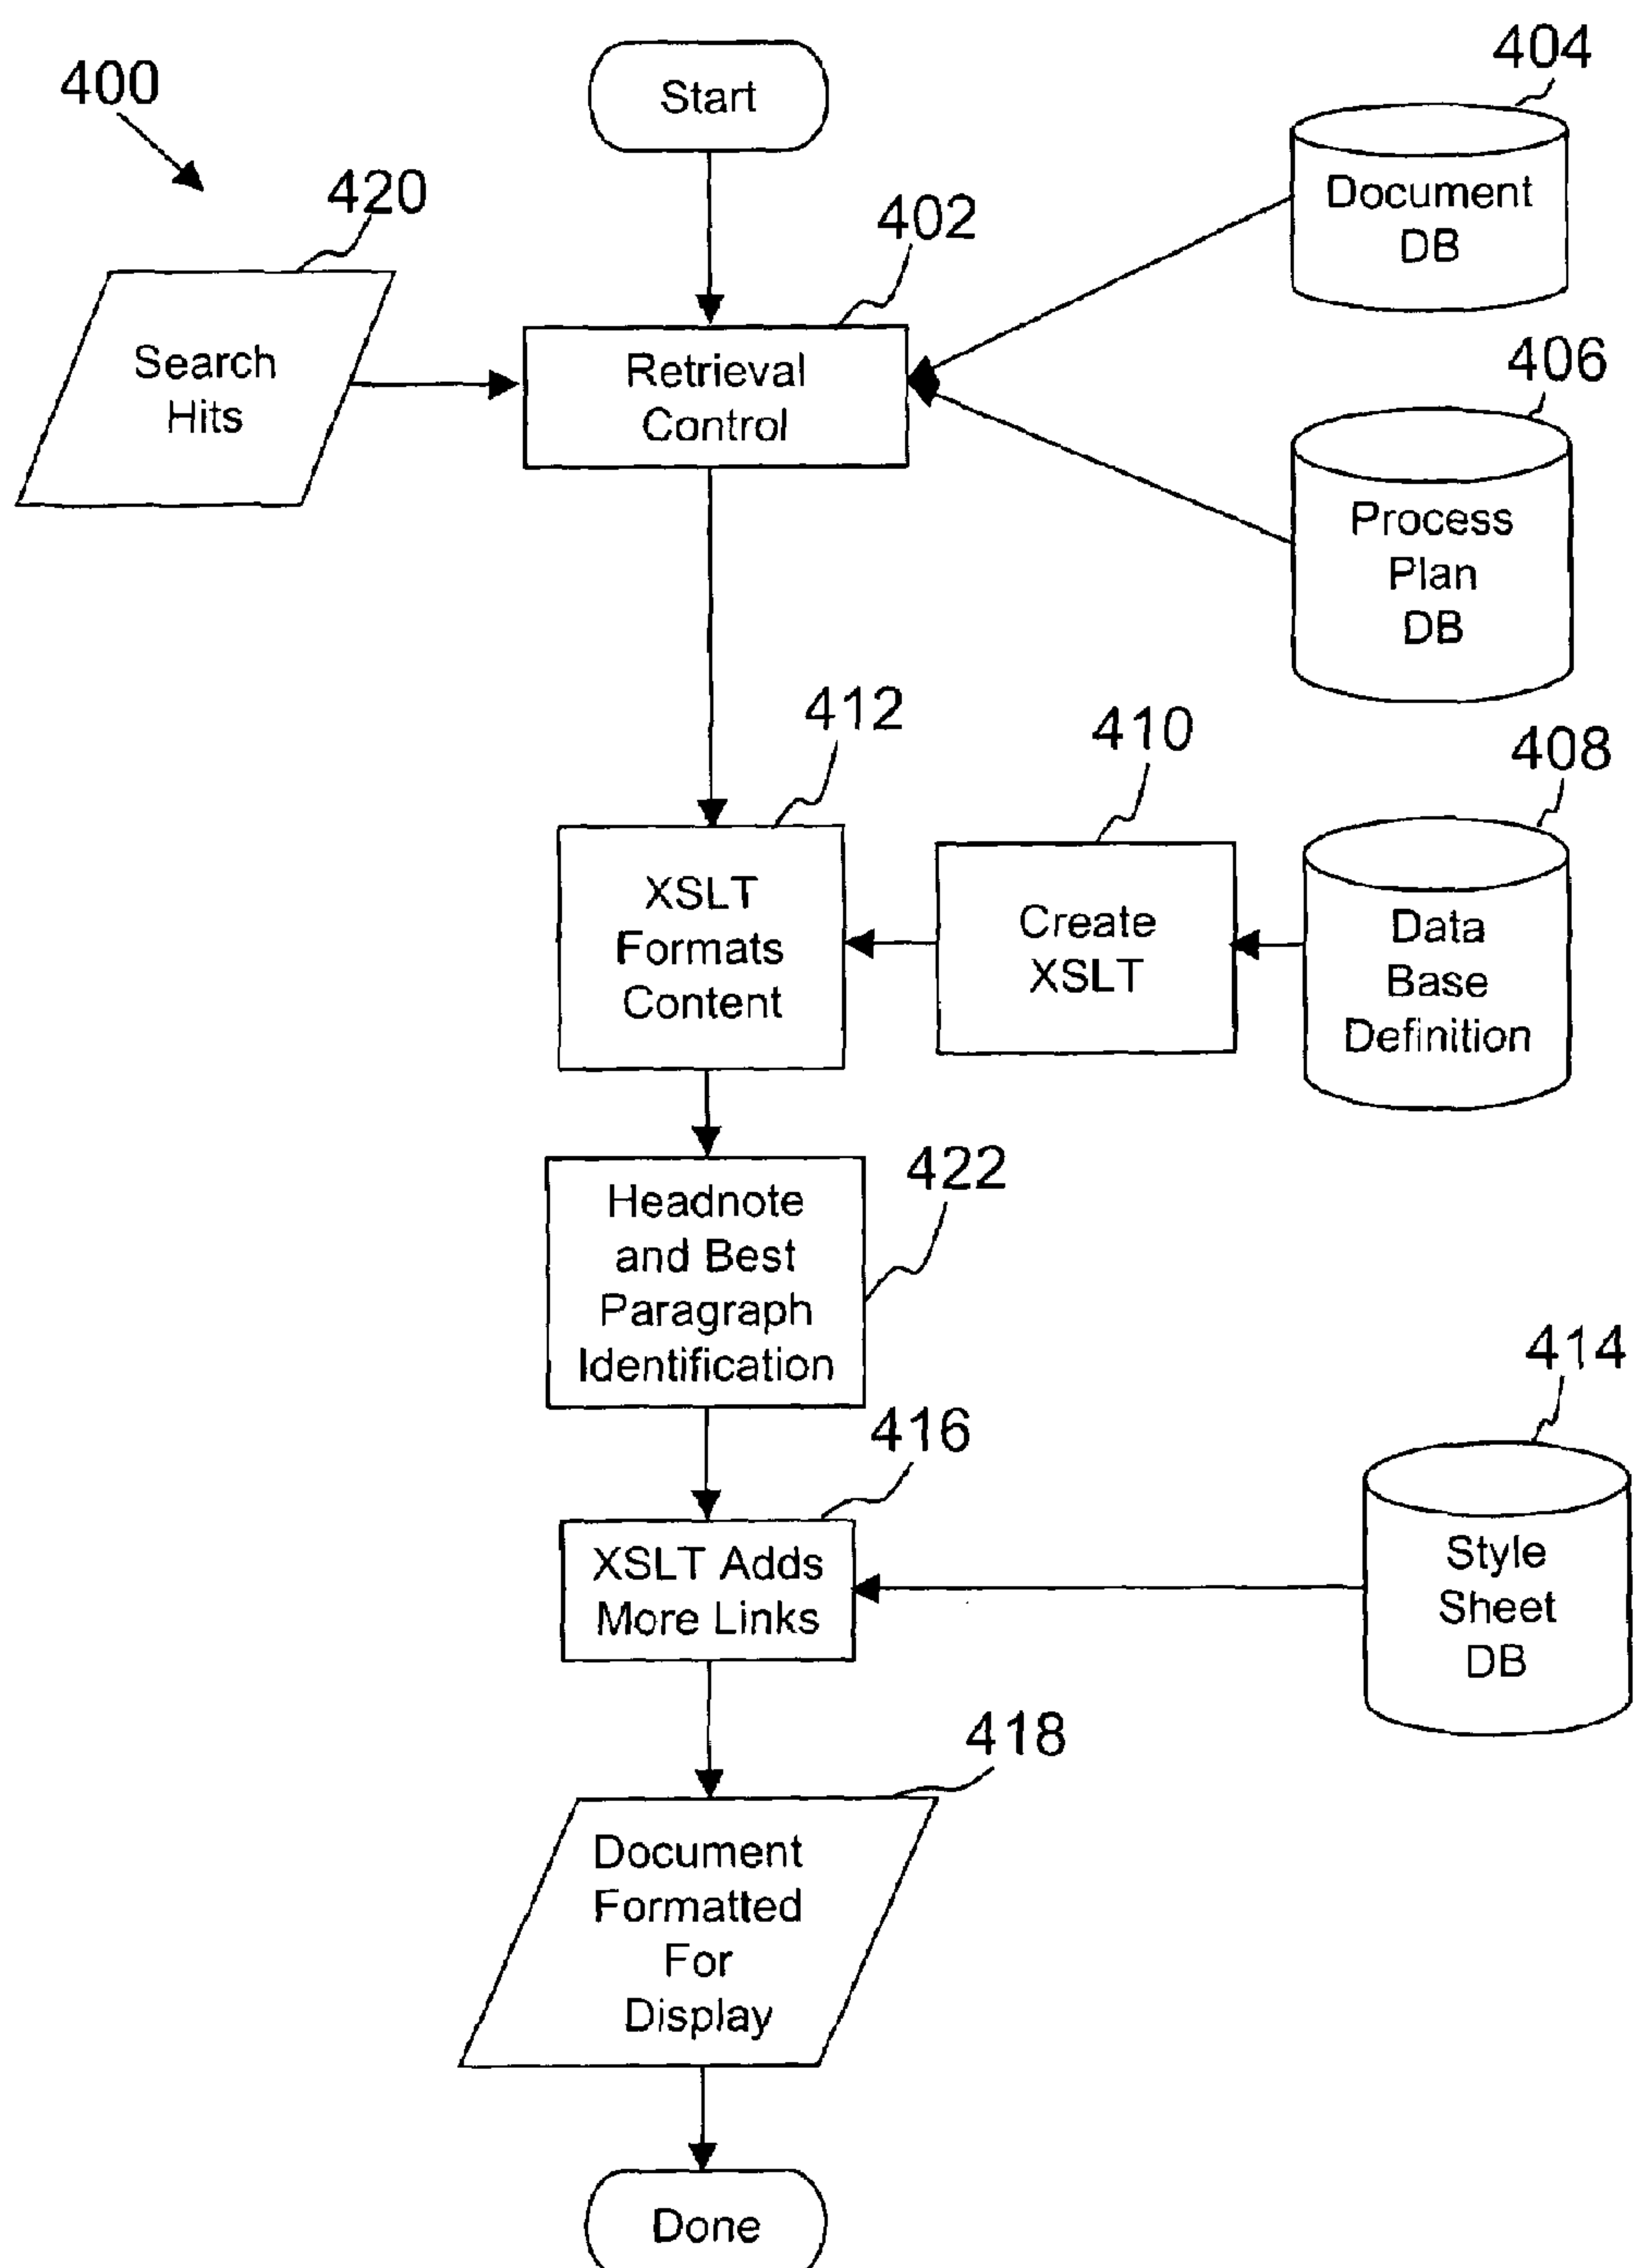 400
Start
404
Document
DB
420
402
Search
Hits
Retrieval
Control
406
Process
Plan
DB
412
410
408
XSLT
Formats
Content
Create
XSLT
Data
Base
Definition
422
Headnote
and Best
Paragraph
Identification
414
416
XSLT Adds
More Links
Style
Sheet
DB
418
Document
Formatted
For
Display
Done